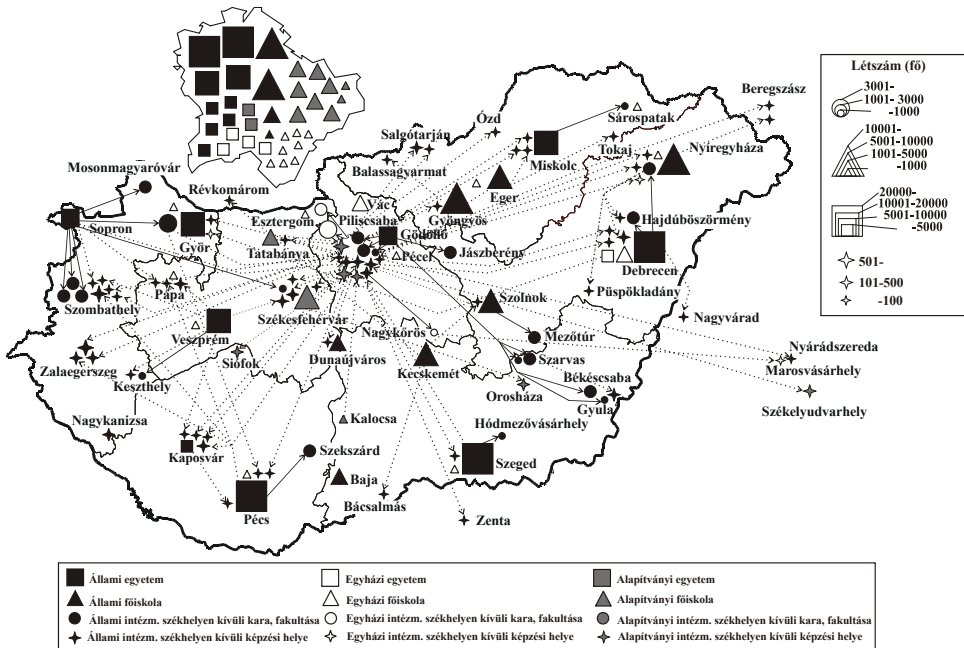 Létszám (fő)
3001-
1001- 3000
-1000
10001-
5001-10000
1001-5000
-1000
20000-
10001-20000
5001-10000
-5000
501-
101-500
-100
Beregszász
Ózd
Sárospatak
Salgótarján
Tokaj
Nyíregyháza
Mosonmagyaróvár
Balassagyarmat
Miskolc
Révkomárom
Vác
Eger
Esztergom
Piliscsaba
Gyöngyös
Sopron
Győr
Gödöllő
Hajdúböszörmény
Tatabánya
Pécel
Jászberény
Debrecen
Pápa
Püspökladány
Szombathely
Székesfehérvár
Szolnok
Nagyvárad
Veszprém
Nagykőrös
Mezőtúr
Nyárádszereda
Zalaegerszeg
Siófok
Dunaújváros
Kecskemét
Szarvas
Marosvásárhely
Keszthely
Békéscsaba
Orosháza
Gyula
Székelyudvarhely
Nagykanizsa
Kalocsa
Hódmezővásárhely
Kaposvár
Szekszárd
Szeged
Baja
Bácsalmás
Pécs
Zenta
Állami egyetem
Egyházi egyetem
Alapítványi egyetem
Állami főiskola
Egyházi főiskola
Alapítványi főiskola
Állami intézm. székhelyen kívüli kara, fakultása
Egyházi intézm. székhelyen kívüli kara, fakultása
Alapítványi intézm. székhelyen kívüli kara, fakultása
Állami intézm. székhelyen kívüli képzési helye
Egyházi intézm. székhelyen kívüli képzési helye
Alapítványi intézm. székhelyen kívüli képzési helye